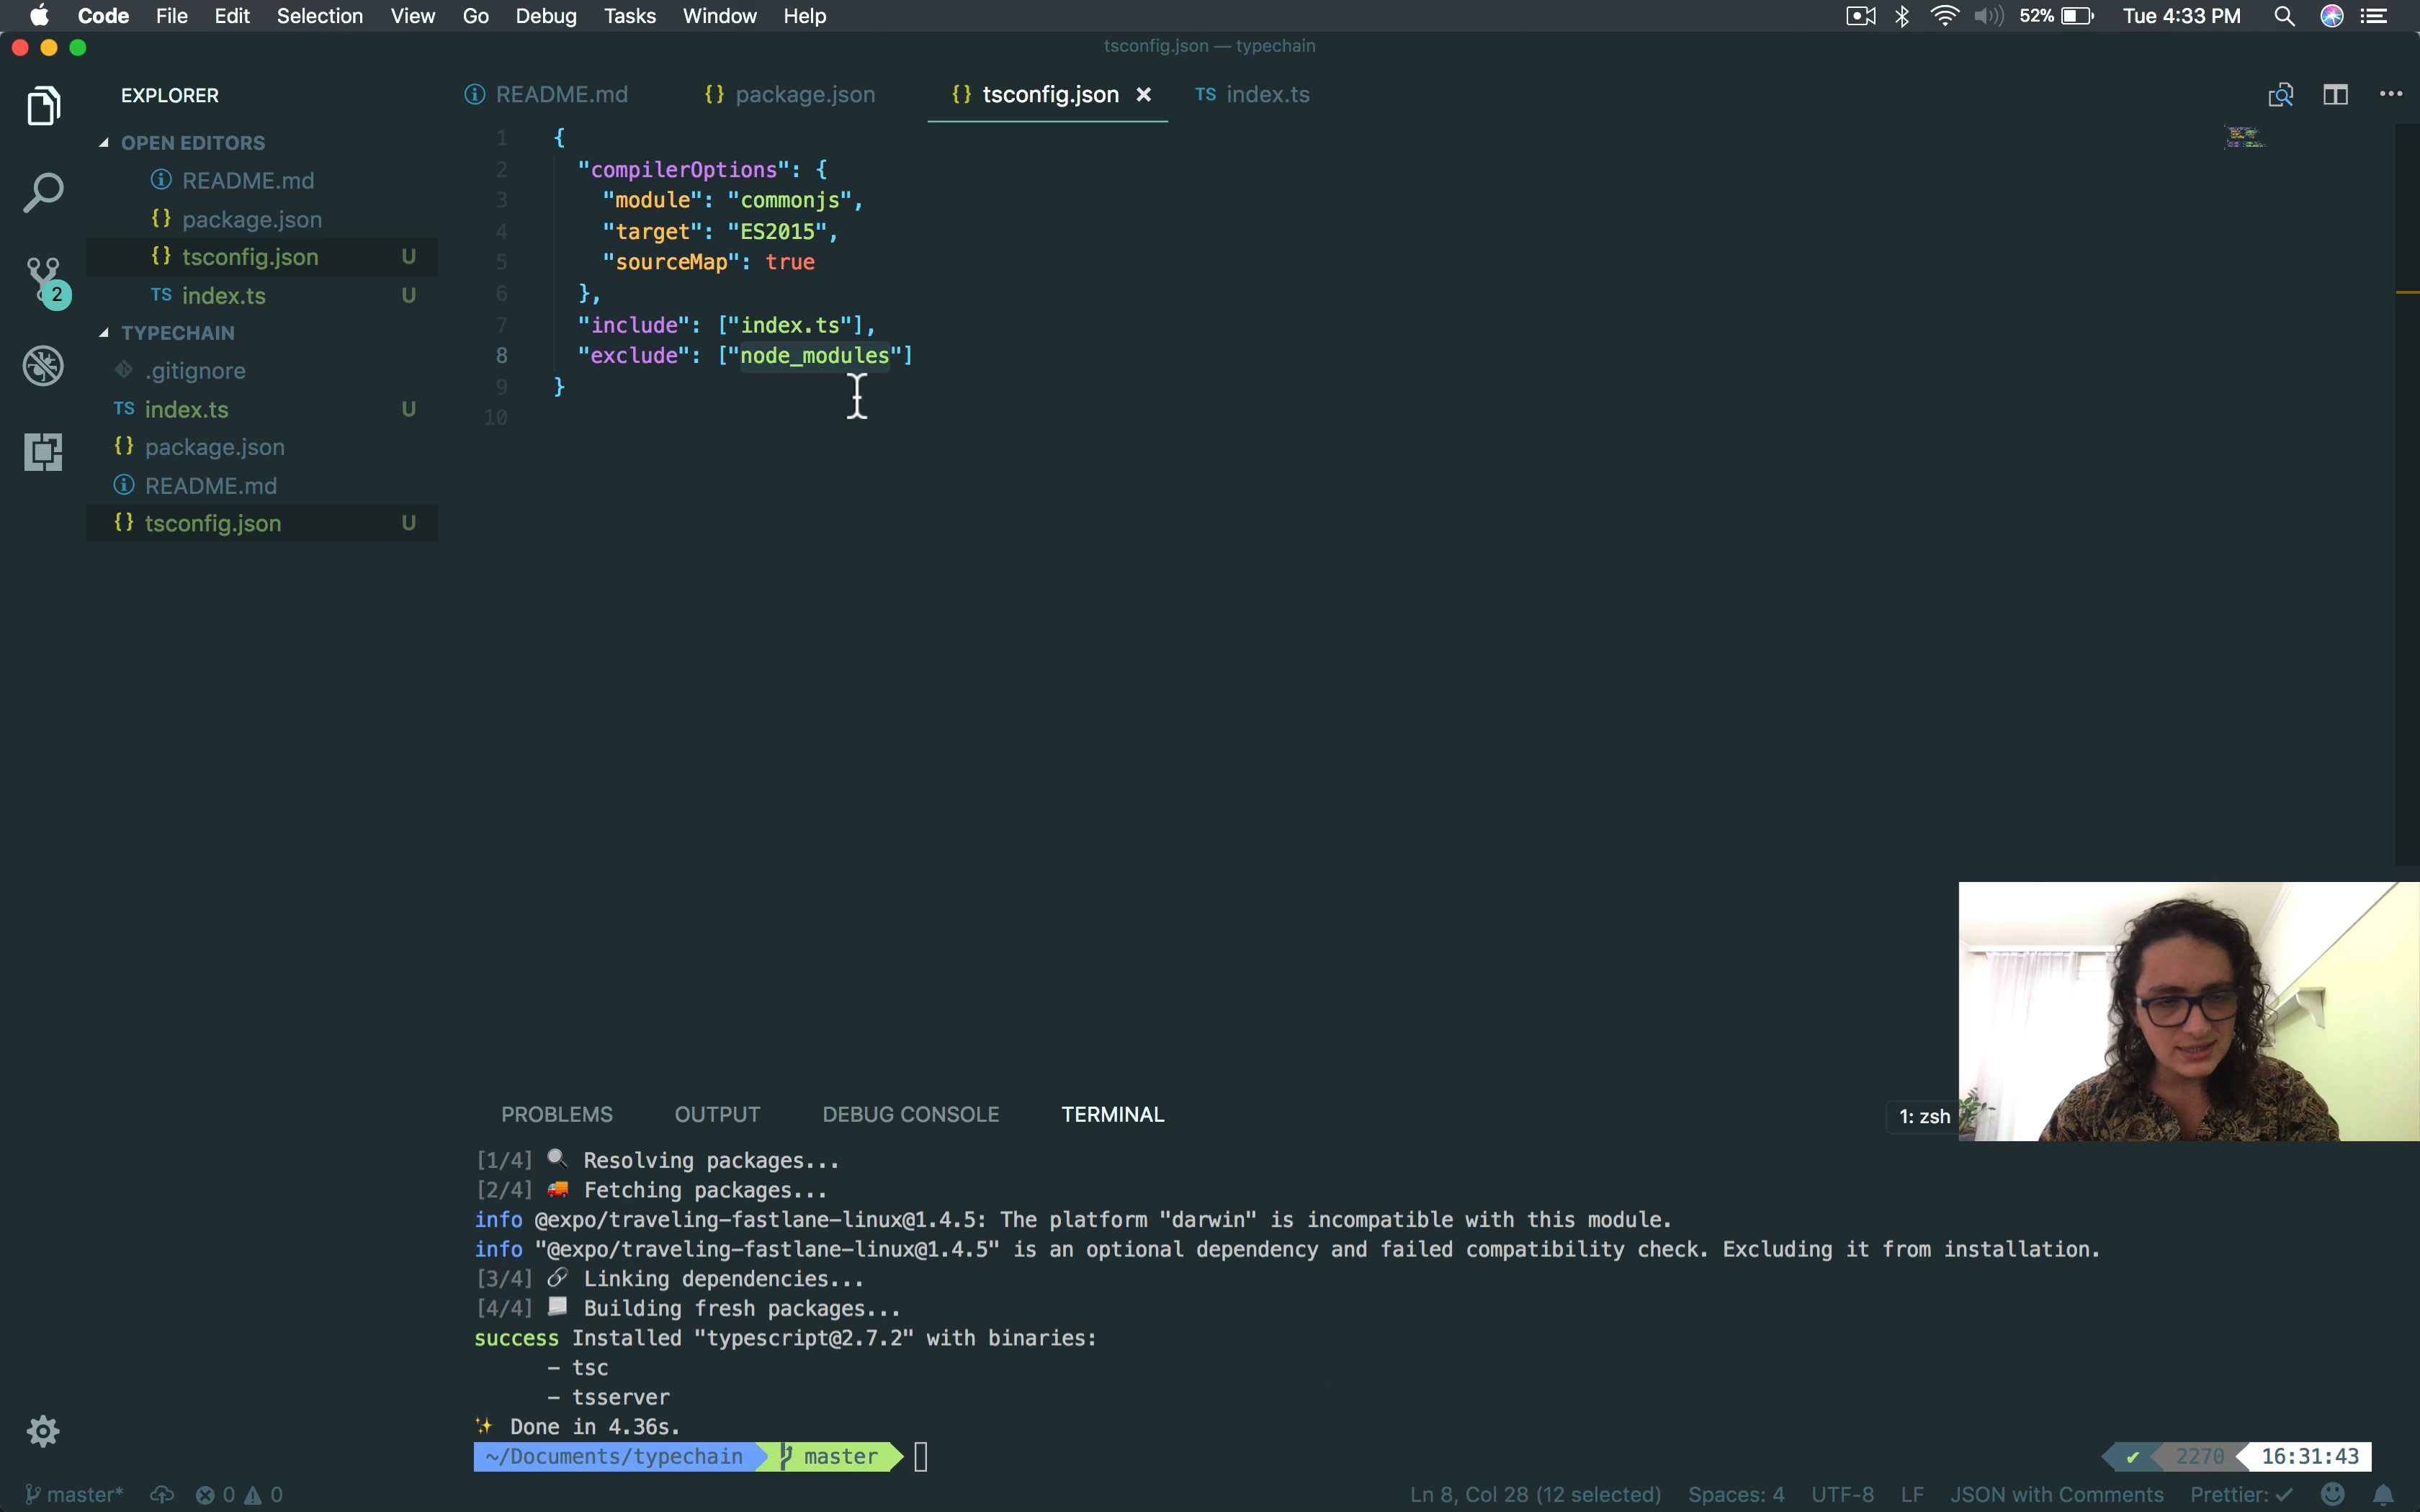 Code File Edit Selection View Go Debug Tasks Window Help 52% Tue 4:33 PM
tsconfig.json — typechain
EXPLORER
README.md {} package.json {} tsconfig.json × TS index.ts
OPEN EDITORS
README.md
{} package.json
{} tsconfig.json U
TS index.ts U
TYPECHAIN
.gitignore
TS index.ts U
{} package.json
README.md
{} tsconfig.json U
2
1 {
2 "compilerOptions": {
3 "module": "commonjs",
4 "target": "ES2015",
5 "sourceMap": true
6 },
7 "include": ["index.ts"],
8 "exclude": ["node_modules"]
9 }
10
PROBLEMS OUTPUT DEBUG CONSOLE TERMINAL 1: zsh
[1/4] 🔍 Resolving packages...
[2/4] 🚚 Fetching packages...
info @expo/traveling-fastlane-linux@1.4.5: The platform "darwin" is incompatible with this module.
info "@expo/traveling-fastlane-linux@1.4.5" is an optional dependency and failed compatibility check. Excluding it from installation.
[3/4] 🔗 Linking dependencies...
[4/4] 📃 Building fresh packages...
success Installed "typescript@2.7.2" with binaries:
- tsc
- tsserver
✨ Done in 4.36s.
~/Documents/typechain master ✔ 2270 16:31:43
master* 0 0 Ln 8, Col 28 (12 selected) Spaces: 4 UTF-8 LF JSON with Comments Prettier: ✓